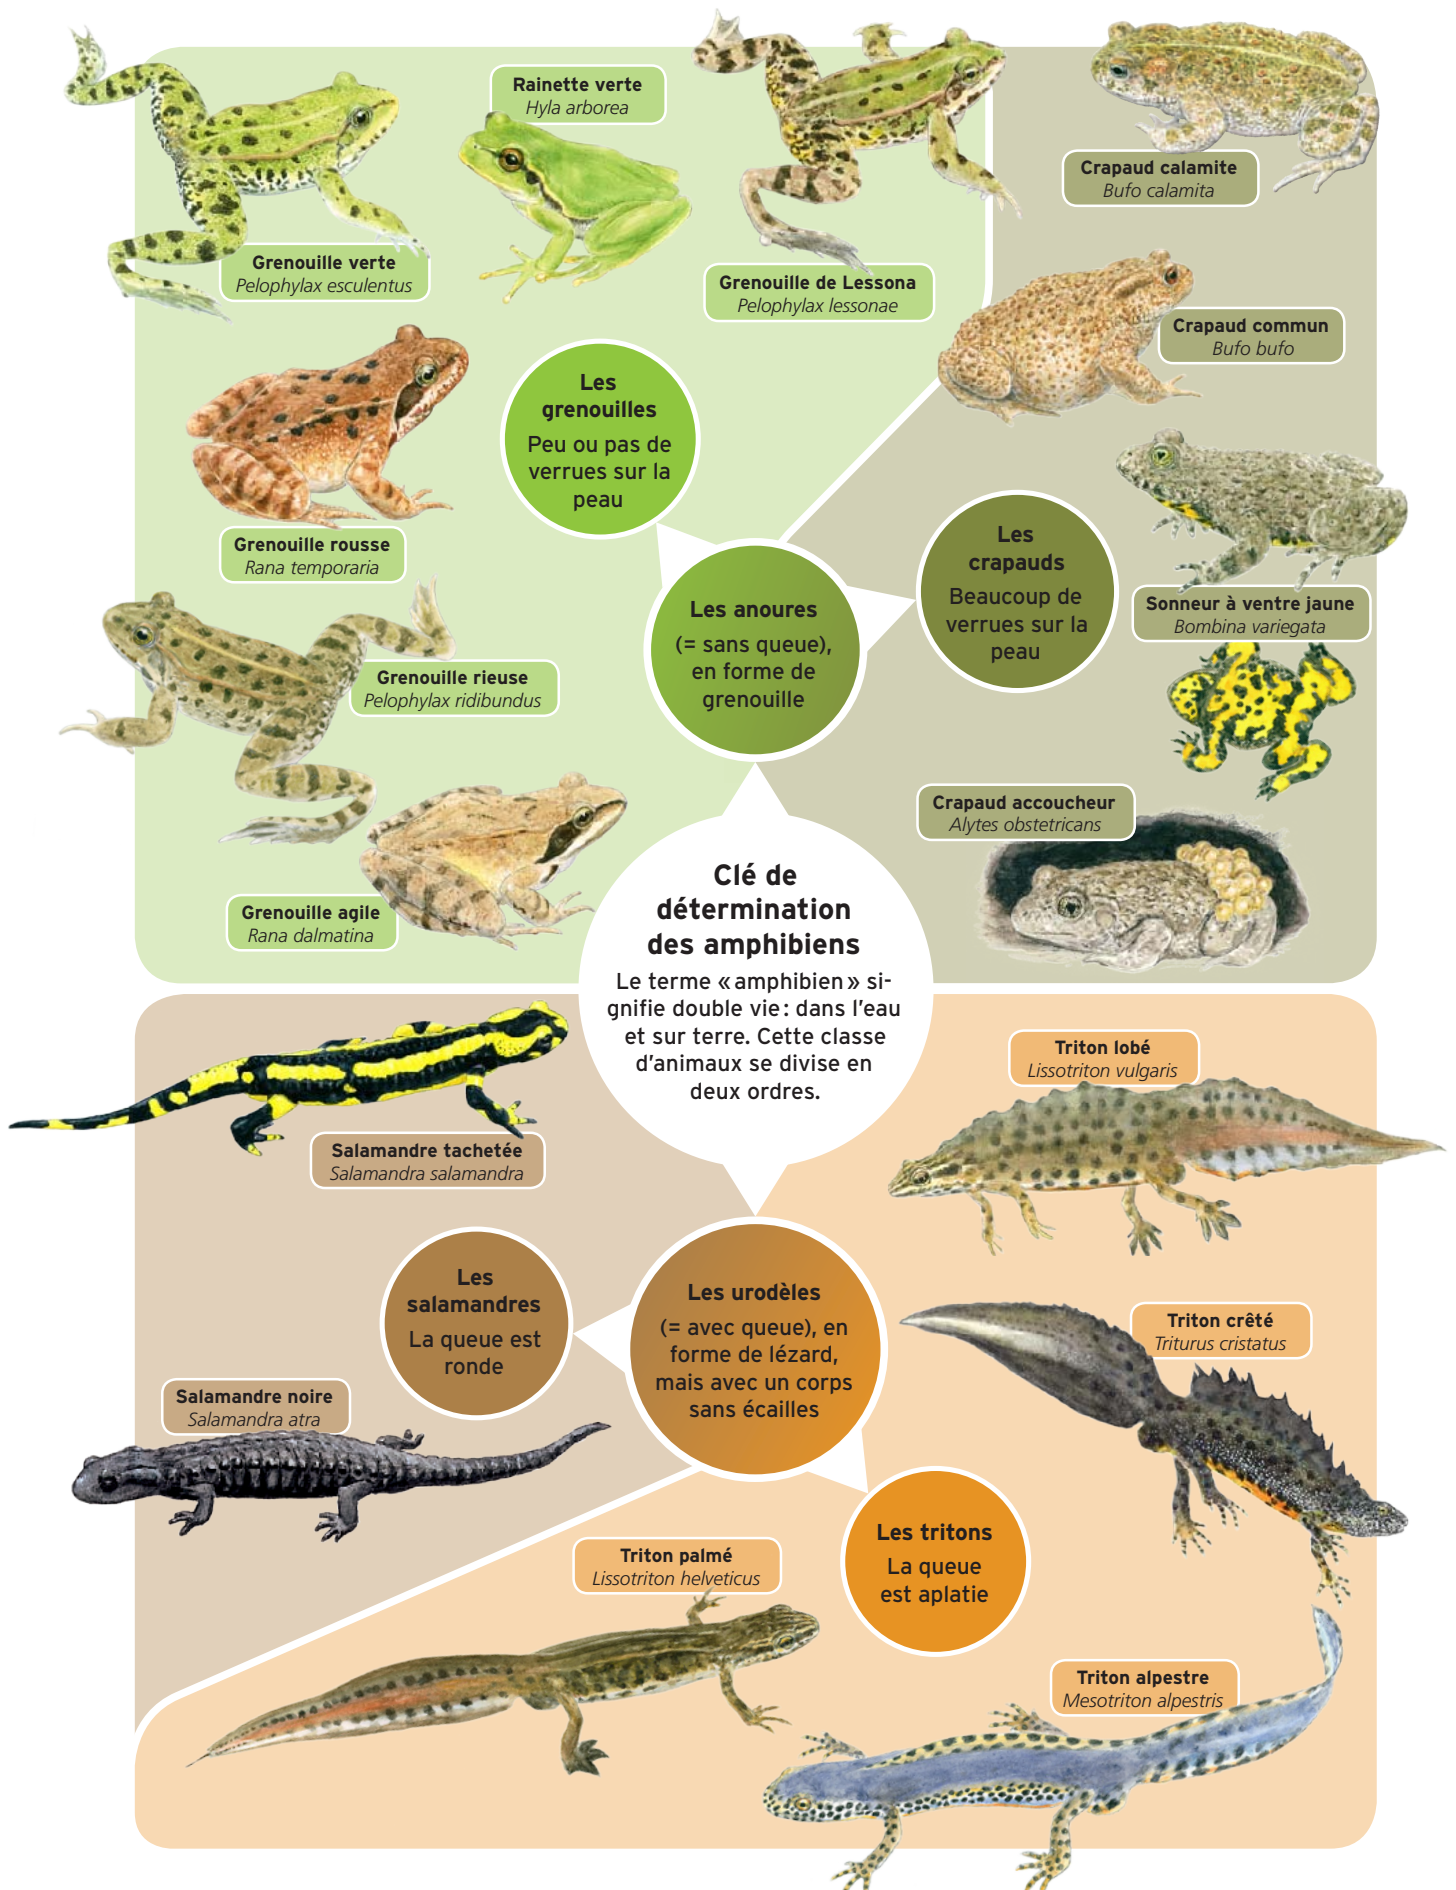 Rainette verte
Hyla arborea
Crapaud calamite
Bufo calamita
Grenouille verte
Pelophylax esculentus
Grenouille de Lessona
Pelophylax lessonae
Crapaud commun
Bufo bufo
Les
grenouilles
Peu ou pas de
verrues sur la
peau
Grenouille rousse
Rana temporaria
Les
crapauds
Beaucoup de
verrues sur la
peau
Les anoures
(= sans queue),
en forme de
grenouille
Sonneur à ventre jaune
Bombina variegata
Grenouille rieuse
Pelophylax ridibundus
Crapaud accoucheur
Alytes obstetricans
Grenouille agile
Rana dalmatina
Clé de
détermination
des amphibiens
Le terme «amphibien» si-
gnifie double vie: dans l'eau
et sur terre. Cette classe
d'animaux se divise en
deux ordres.
Triton lobé
Lissotriton vulgaris
Salamandre tachetée
Salamandra salamandra
Les
salamandres
La queue est
ronde
Les urodèles
(= avec queue), en
forme de lézard,
mais avec un corps
sans écailles
Triton crêté
Triturus cristatus
Salamandre noire
Salamandra atra
Les tritons
La queue
est aplatie
Triton palmé
Lissotriton helveticus
Triton alpestre
Mesotriton alpestris